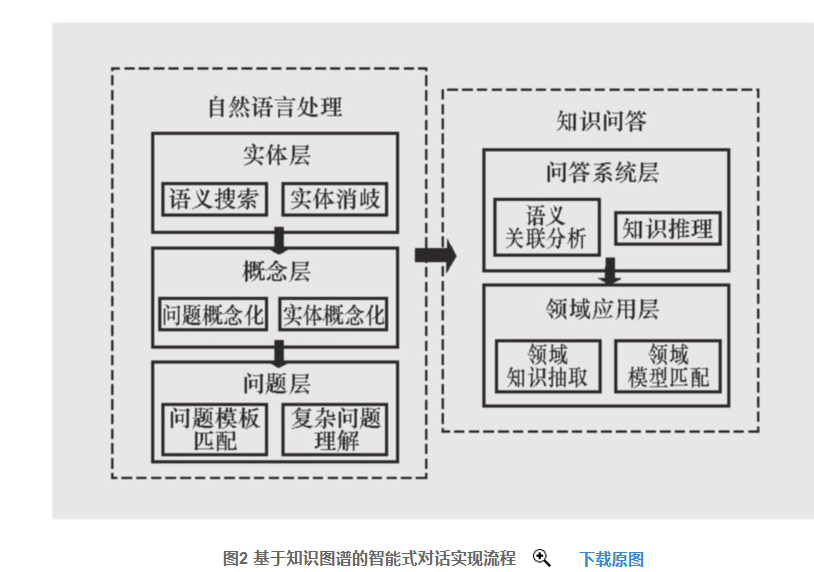 自然语言处理
实体层
语义搜索
实体消岐
概念层
问题概念化
实体概念化
问题层
问题模板
匹配
复杂问题
理解
知识问答
问答系统层
语义
关联分析
知识推理
领域应用层
领域
知识抽取
领域
模型匹配
图2 基于知识图谱的智能式对话实现流程
下载原图